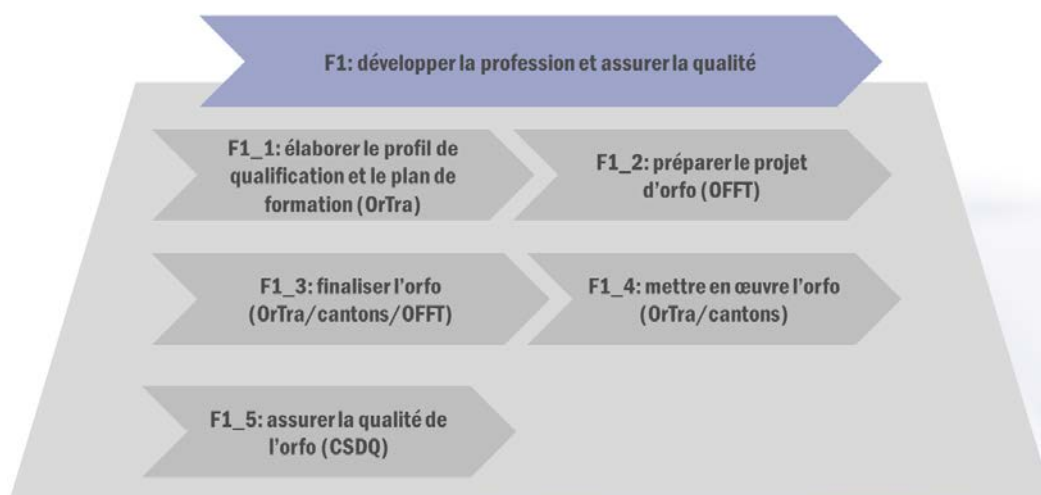 F1: développer la profession et assurer la qualité
F1_1: élaborer le profil de
qualification et le plan de
formation (OrTra)
F1_2: préparer le projet
d'orfo (OFFT)
F1_3: finaliser l'orfo
(OrTra/cantons/OFFT)
F1_4: mettre en œuvre l'orfo
(OrTra/cantons)
F1_5: assurer la qualité de
l'orfo (CSDQ)